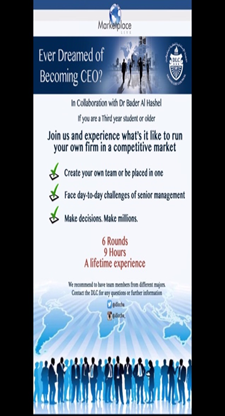 Marketplace
Ever Dreamed of
Becoming CEO?
DLC
In Collaboration with Dr Bader Al Hashel
If you are a Third year student or older
Join us and experience what's it like to run
your own firm in a competitive market
Create your own team or be placed in one
Face day-to-day challenges of senior management
Make decisions. Make millions.
6 Rounds
9 Hours
A lifetime experience
We recommend to have team members from different majors.
Contact the DLC for any questions or further information